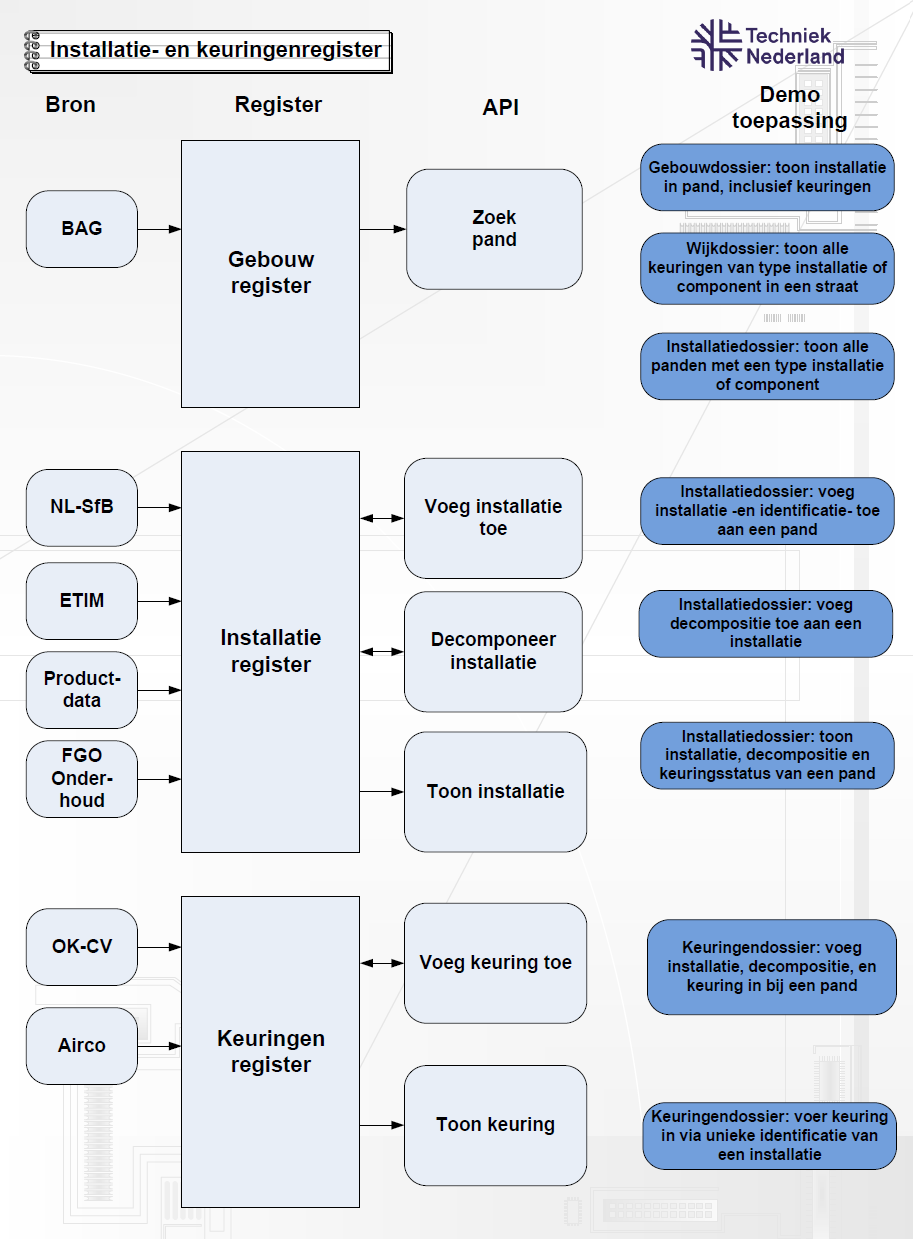 Installatie- en keuringenregister
Techniek
Nederland
Bron
Register
API
Demo
toepassing
BAG
Gebouw
register
Zoek
pand
Gebouwdossier: toon installatie
in pand, inclusief keuringen
Wijkdossier: toon alle
keuringen van type installatie of
component in een straat
Installatiedossier: toon alle
panden met een type installatie
of component
NL-SfB
ETIM
Product-
data
FGO
Onder-
houd
Installatie
register
Voeg installatie
toe
Decomponeer
installatie
Toon installatie
Installatiedossier: voeg
installatie -en identificatie- toe
aan een pand
Installatiedossier: voeg
decompositie toe aan een
installatie
Installatiedossier: toon
installatie, decompositie en
keuringsstatus van een pand
OK-CV
Airco
Keuringen
register
Voeg keuring toe
Toon keuring
Keuringendossier: voeg
installatie, decompositie, en
keuring in bij een pand
Keuringendossier: voer keuring
in via unieke identificatie van
een installatie